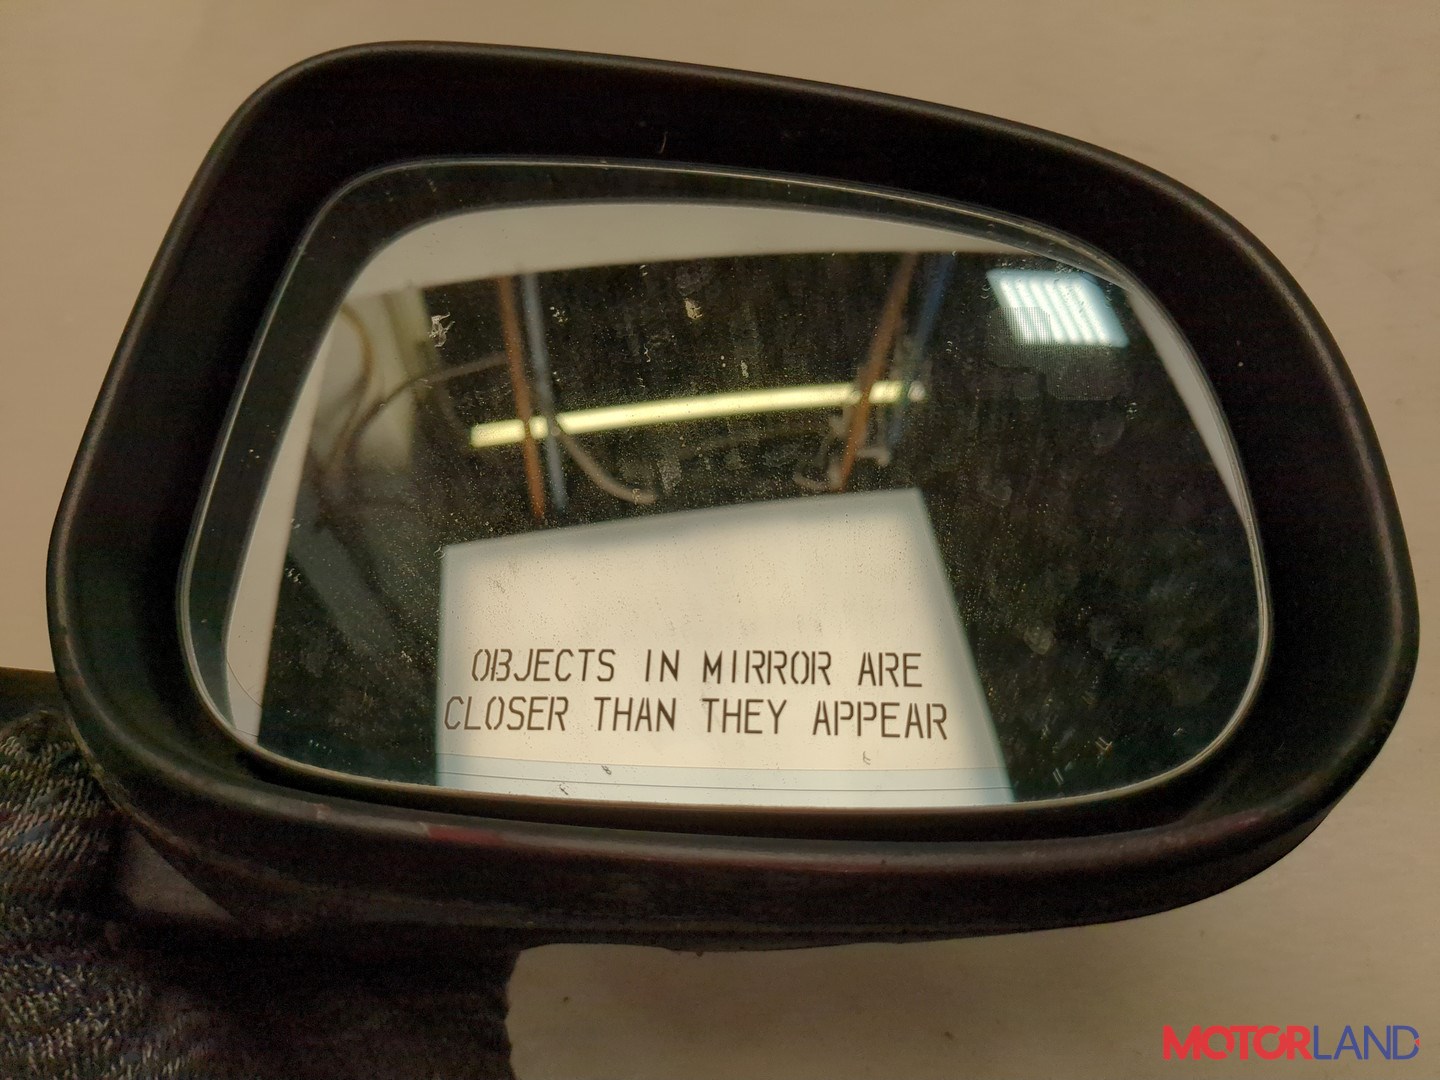 OBJECTS IN MIRROR ARE
CLOSER THAN THEY APPEAR
MOTORLAND